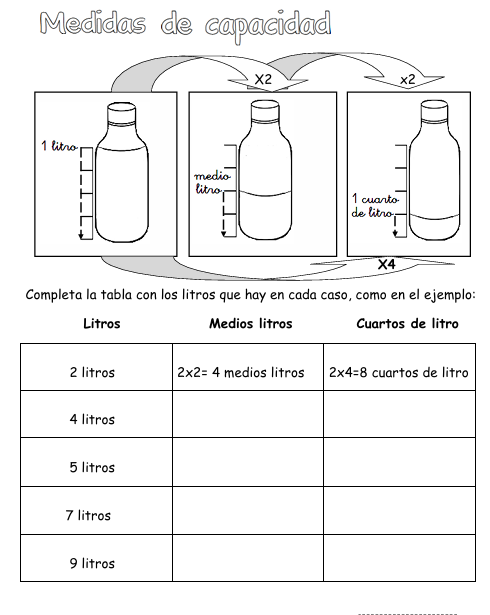 Medidas de capacidad
X2
x2
1 litro
medio
litro
1 cuarto
de litro
X4
Completa la tabla con los litros que hay en cada caso, como en el ejemplo:
Litros Medios litros Cuartos de litro
2 litros 2x2= 4 medios litros 2x4=8 cuartos de litro
4 litros
5 litros
7 litros
9 litros